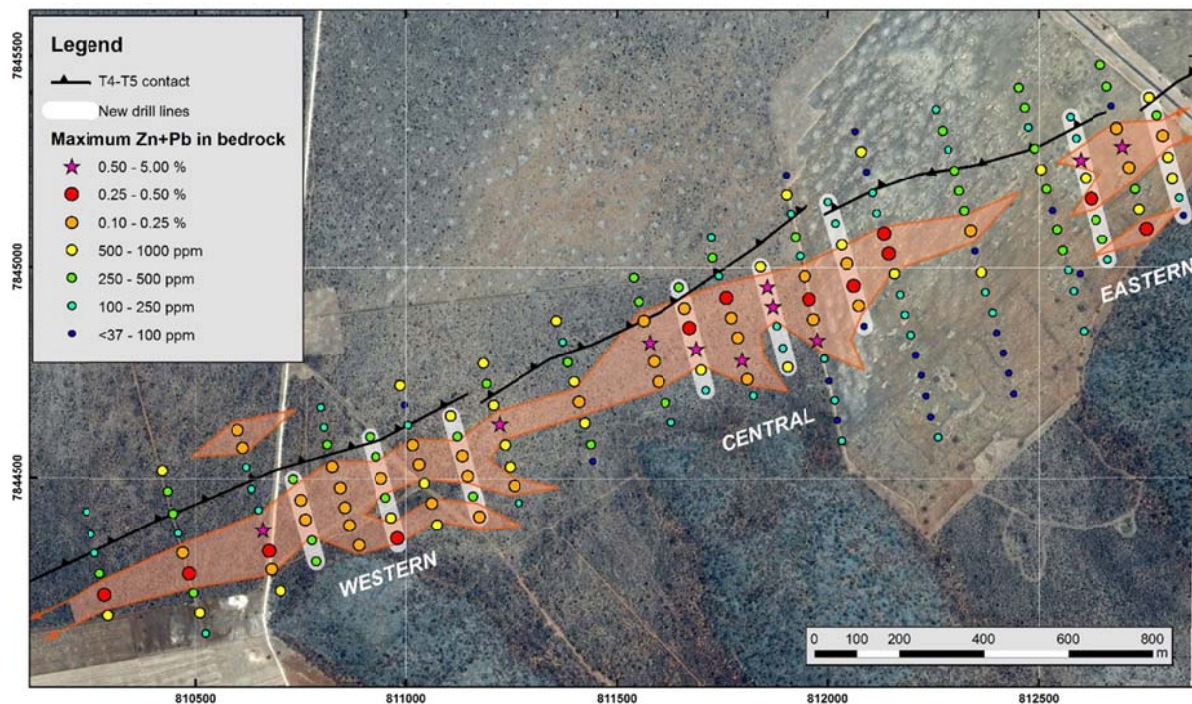 Legend
T4-T5 contact
New drill lines
Maximum Zn+Pb in bedrock
0.50 - 5.00 %
0.25 - 0.50 %
0.10 - 0.25 %
500 - 1000 ppm
250 - 500 ppm
100 - 250 ppm
<37 - 100 ppm
7845500
7845000
7844500
EASTERN
CENTRAL
WESTERN
0 100 200 400 600 800
m
810500 811000 811500 812000 812500